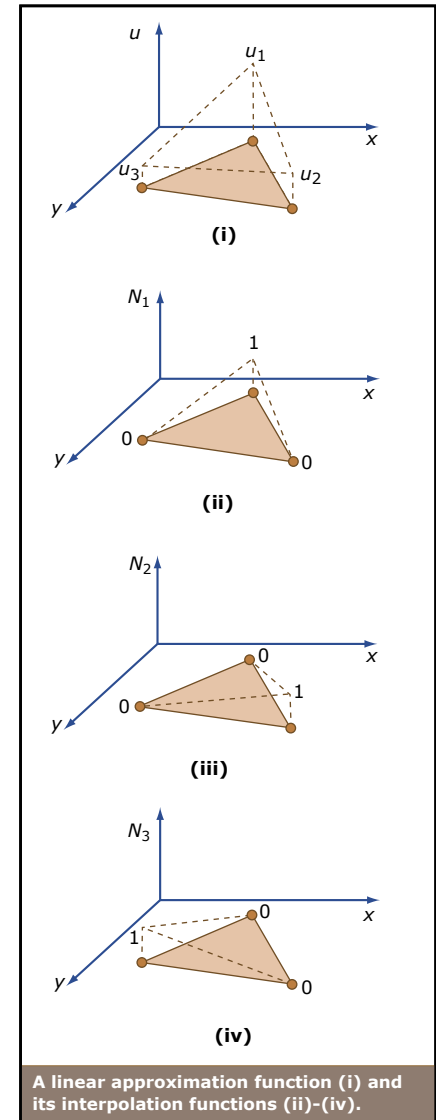 u
u1
x
u3
u2
y
(i)
N1
1
x
0
0
y
(ii)
N2
0
x
1
0
y
(iii)
N3
0
x
1
0
y
(iv)
A linear approximation function (i) and
its interpolation functions (ii)-(iv).